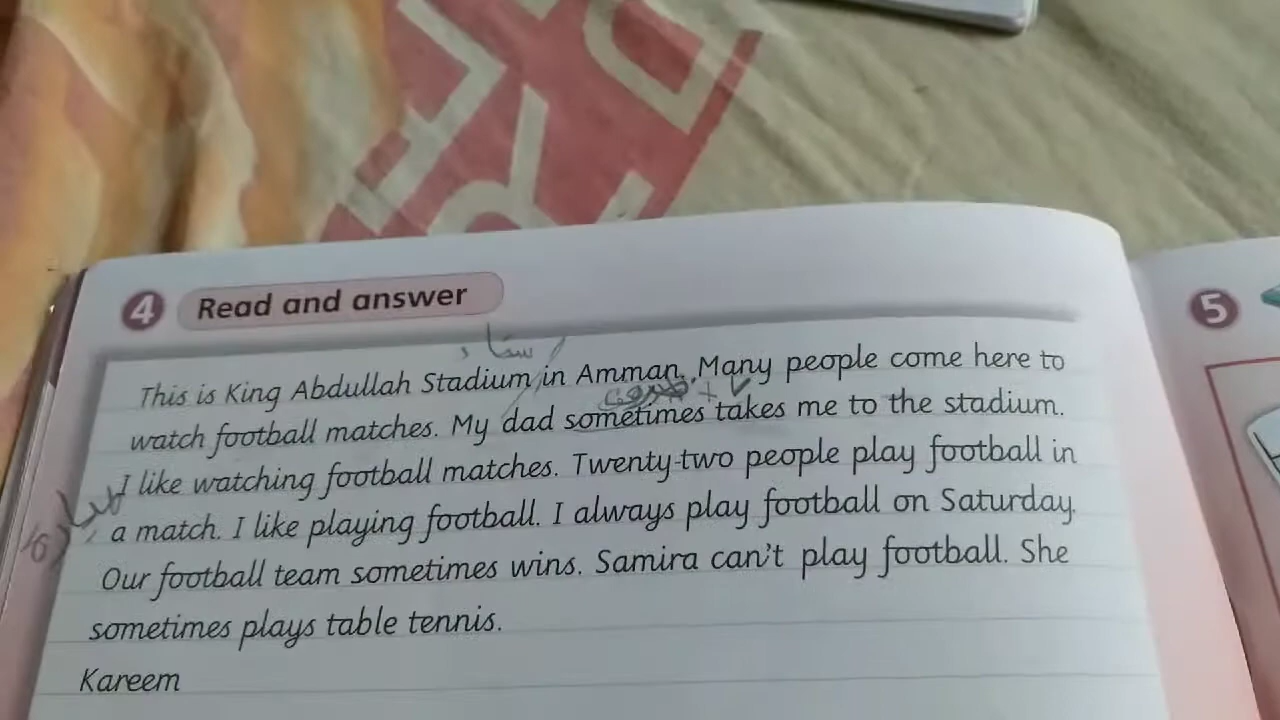 4 Read and answer
This is King Abdullah Stadium in Amman. Many people come here to
watch football matches. My dad sometimes takes me to the stadium.
I like watching football matches. Twenty-two people play football in
a match. I like playing football. I always play football on Saturday.
Our football team sometimes wins. Samira can't play football. She
sometimes plays table tennis.
Kareem
5